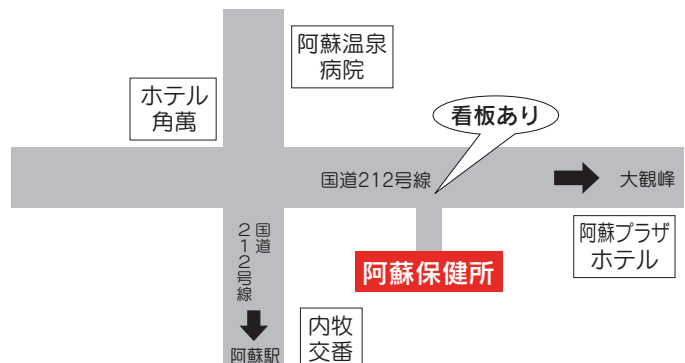 阿蘇温泉
病院
ホテル
角萬
看板あり
国道212号線
大観峰
国道
212号線
阿蘇プラザ
ホテル
阿蘇保健所
内牧
交番
阿蘇駅